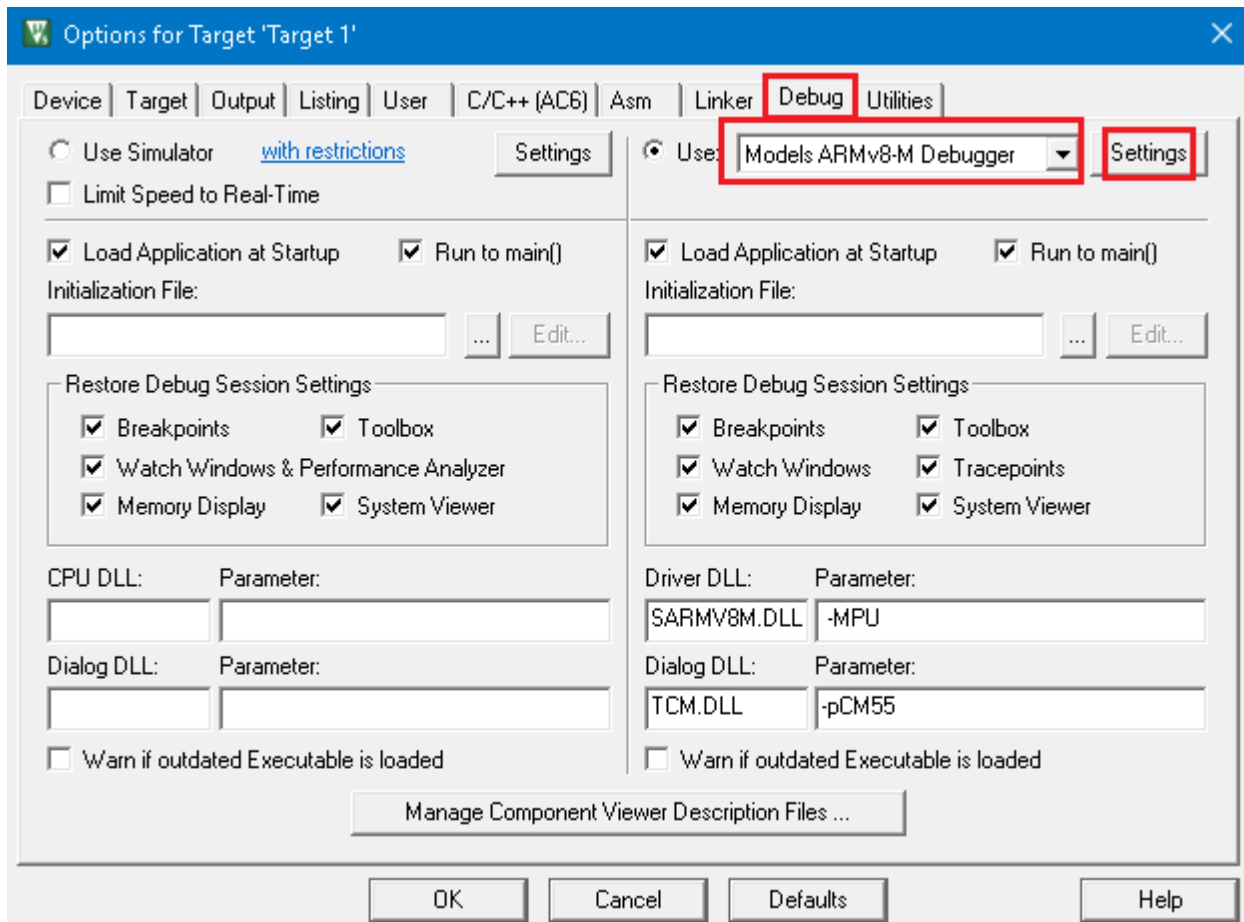 Options for Target 'Target 1'
Device Target Output Listing User C/C++ (AC6) Asm Linker Debug Utilities
Use Simulator with restrictions Settings Use: Models ARMv8-M Debugger Settings
Limit Speed to Real-Time
Load Application at Startup Run to main() Load Application at Startup Run to main()
Initialization File: Initialization File:
... Edit... ... Edit...
Restore Debug Session Settings Restore Debug Session Settings
Breakpoints Toolbox Breakpoints Toolbox
Watch Windows & Performance Analyzer Watch Windows Tracepoints
Memory Display System Viewer Memory Display System Viewer
CPU DLL: Parameter: Driver DLL: Parameter:
SARMV8M.DLL -MPU
Dialog DLL: Parameter: Dialog DLL: Parameter:
TCM.DLL -pCM55
Warn if outdated Executable is loaded Warn if outdated Executable is loaded
Manage Component Viewer Description Files ...
OK Cancel Defaults Help